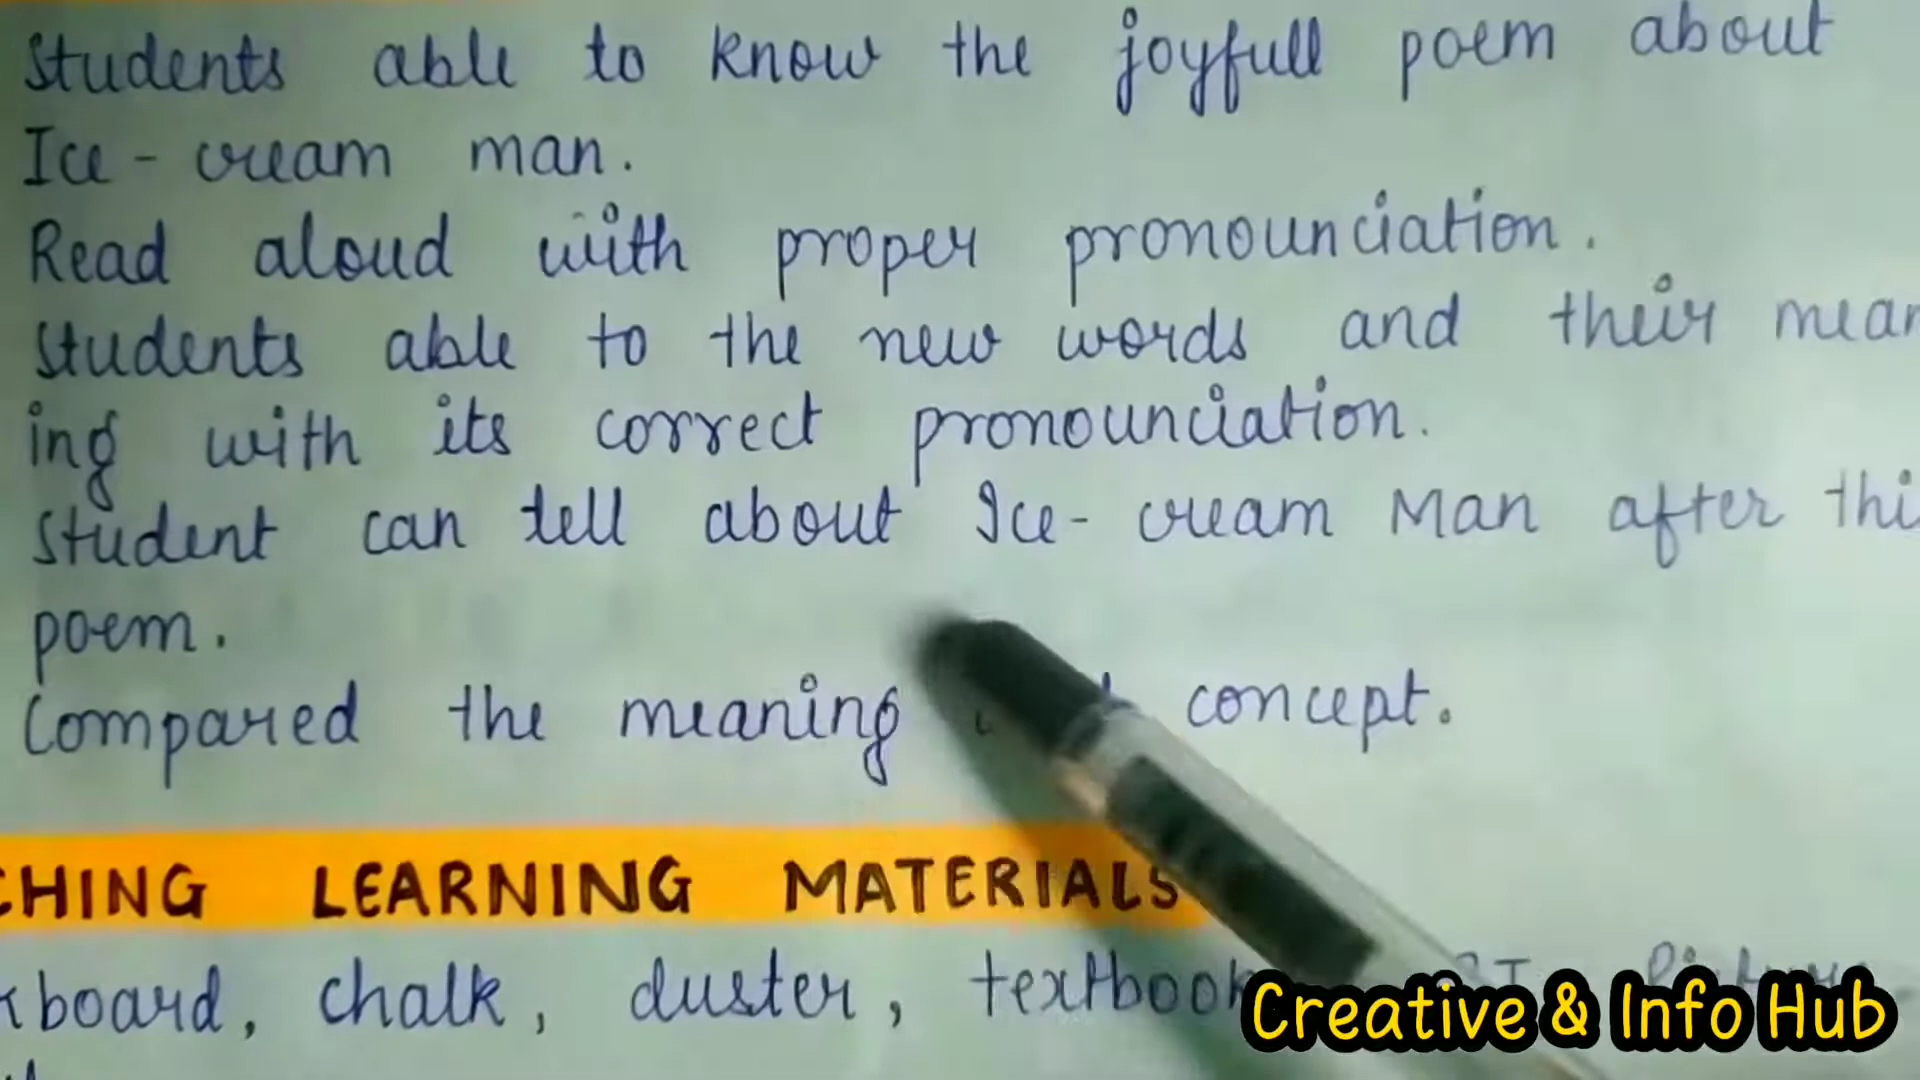 Students able to know the joyfull poem about
Ice-cream man.
Read aloud with proper pronounciation.
Students able to the new words and their mean
ing with its correct pronounciation.
Student can tell about Ice-cream Man after this
poem.
Compared the meaning concept.
CHING LEARNING MATERIALS
kboard, chalk, duster, textbook
Creative & Info Hub